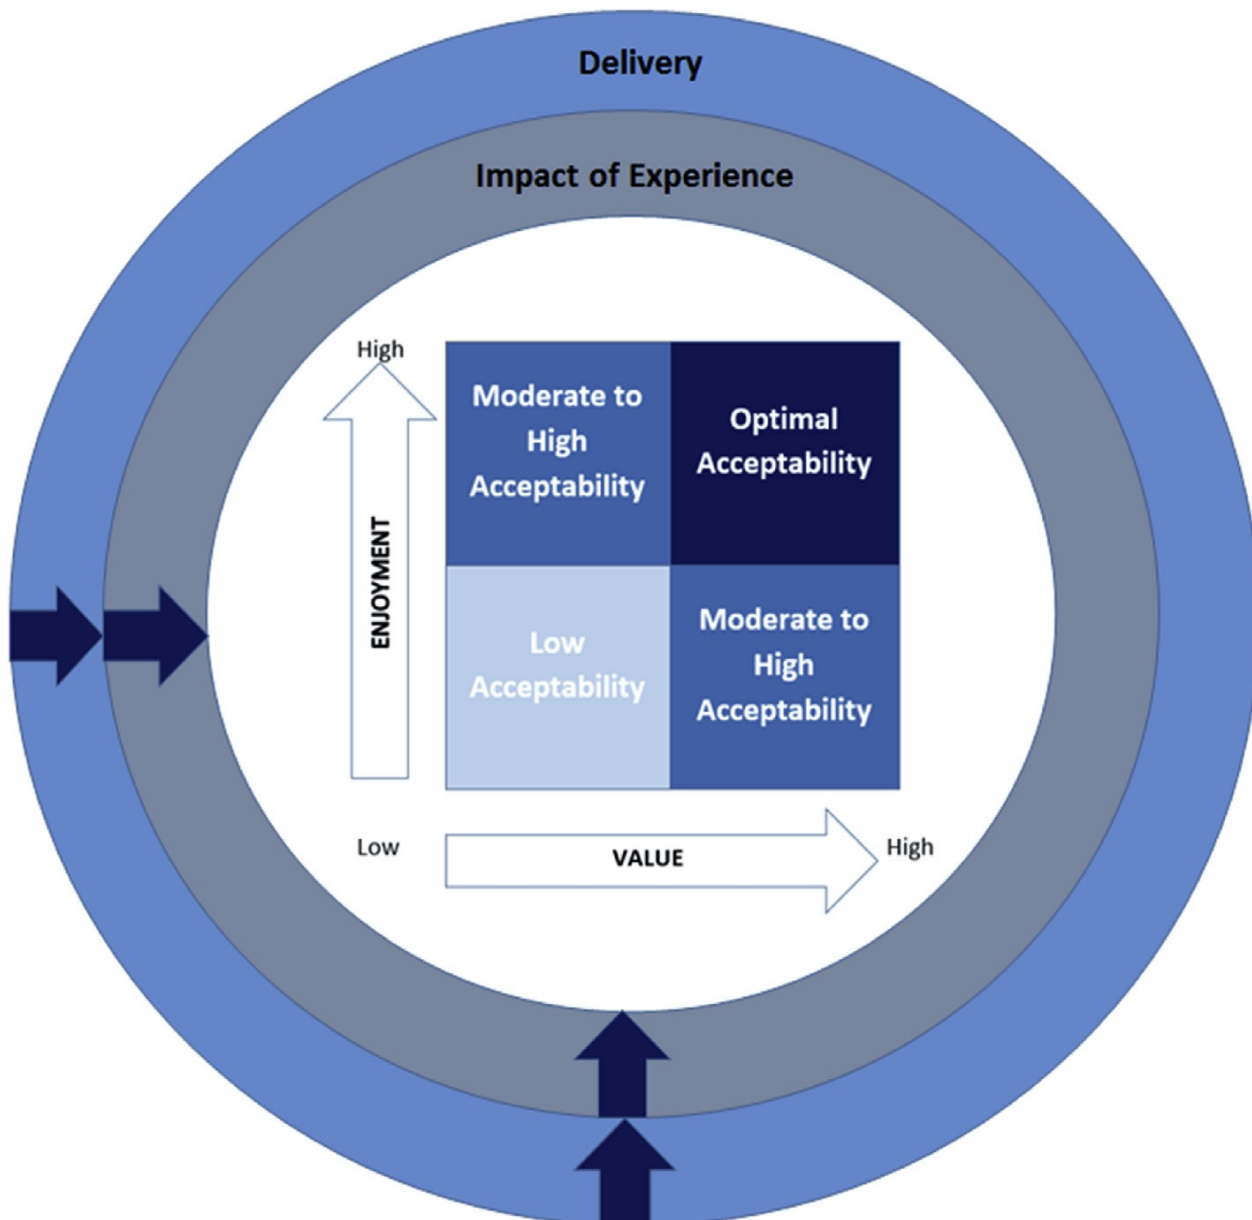 Delivery
Impact of Experience
High
ENJOYMENT
Moderate to
High
Acceptability
Optimal
Acceptability
Low
Acceptability
Moderate to
High
Acceptability
Low
VALUE
High